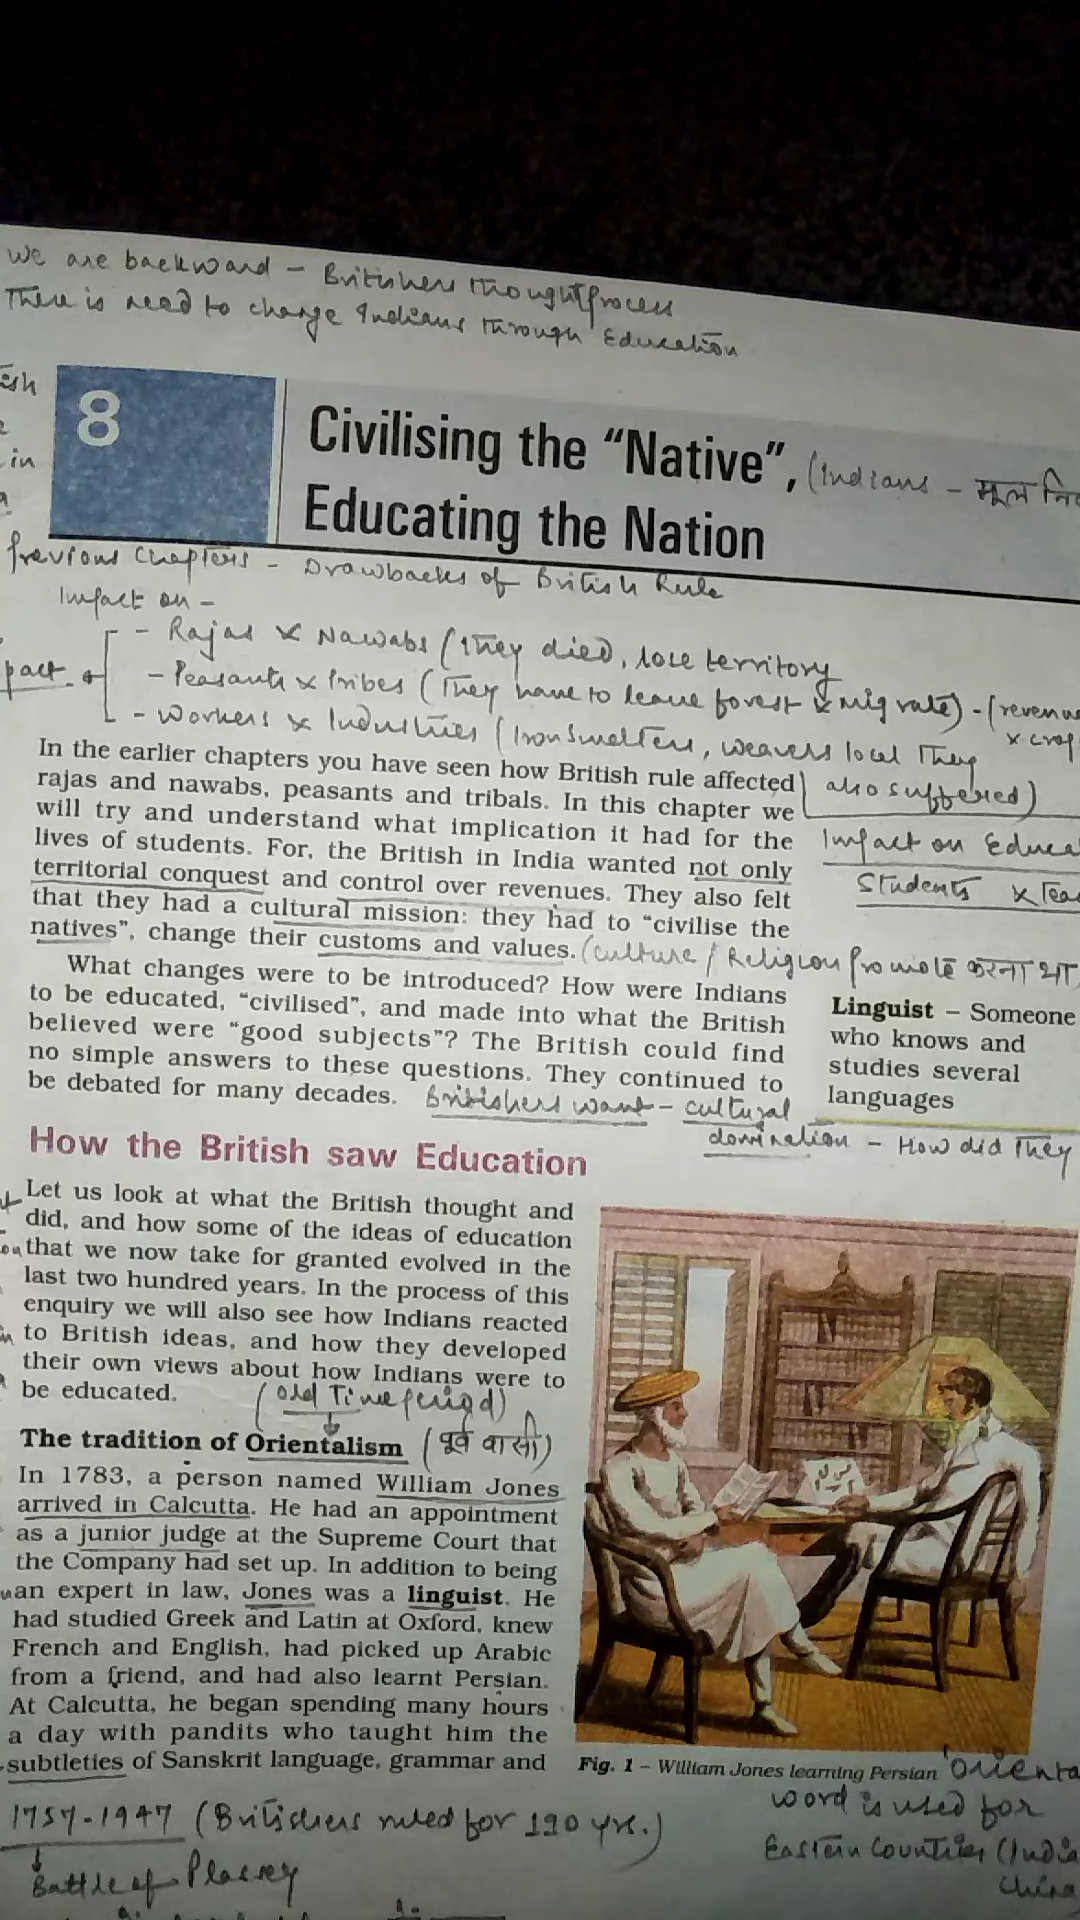 we are backward - Britishers thoughtprocess
There is need to change Indians through Education
ish
in
8
Civilising the “Native”, (Indians - मूल नि
Educating the Nation
previous Chapters - Drawbacks of British Rule
Impact on -
- Rajas & Nawabs (they died, lose territory
pact - Peasants & tribes (They have to leave forest & migrate) - (revenue
- Workers & Industries (Iron Smelters, weavers local They
& crop
also suffered)
In the earlier chapters you have seen how British rule affected
rajas and nawabs, peasants and tribals. In this chapter we
will try and understand what implication it had for the
lives of students. For, the British in India wanted not only
territorial conquest and control over revenues. They also felt
that they had a cultural mission: they had to “civilise the
natives”, change their customs and values. (culture / Religion promote करना था)
Impact on Educa
Students & Tea
What changes were to be introduced? How were Indians
to be educated, “civilised”, and made into what the British
believed were “good subjects”? The British could find
no simple answers to these questions. They continued to
be debated for many decades. Britishers want - cultural
domination - How did They
Linguist – Someone
who knows and
studies several
languages
How the British saw Education
Let us look at what the British thought and
did, and how some of the ideas of education
that we now take for granted evolved in the
last two hundred years. In the process of this
enquiry we will also see how Indians reacted
to British ideas, and how they developed
their own views about how Indians were to
be educated. (Old Time period)
The tradition of Orientalism (पूर्व वासी)
In 1783, a person named William Jones
arrived in Calcutta. He had an appointment
as a junior judge at the Supreme Court that
the Company had set up. In addition to being
an expert in law, Jones was a linguist. He
had studied Greek and Latin at Oxford, knew
French and English, had picked up Arabic
from a friend, and had also learnt Persian.
At Calcutta, he began spending many hours
a day with pandits who taught him the
subtleties of Sanskrit language, grammar and
Fig. 1 – William Jones learning Persian
'Orienta
word is used for
Eastern Countries (India
China
1757-1947 (Britishers ruled for 190 yrs.)
Battle of Plassey